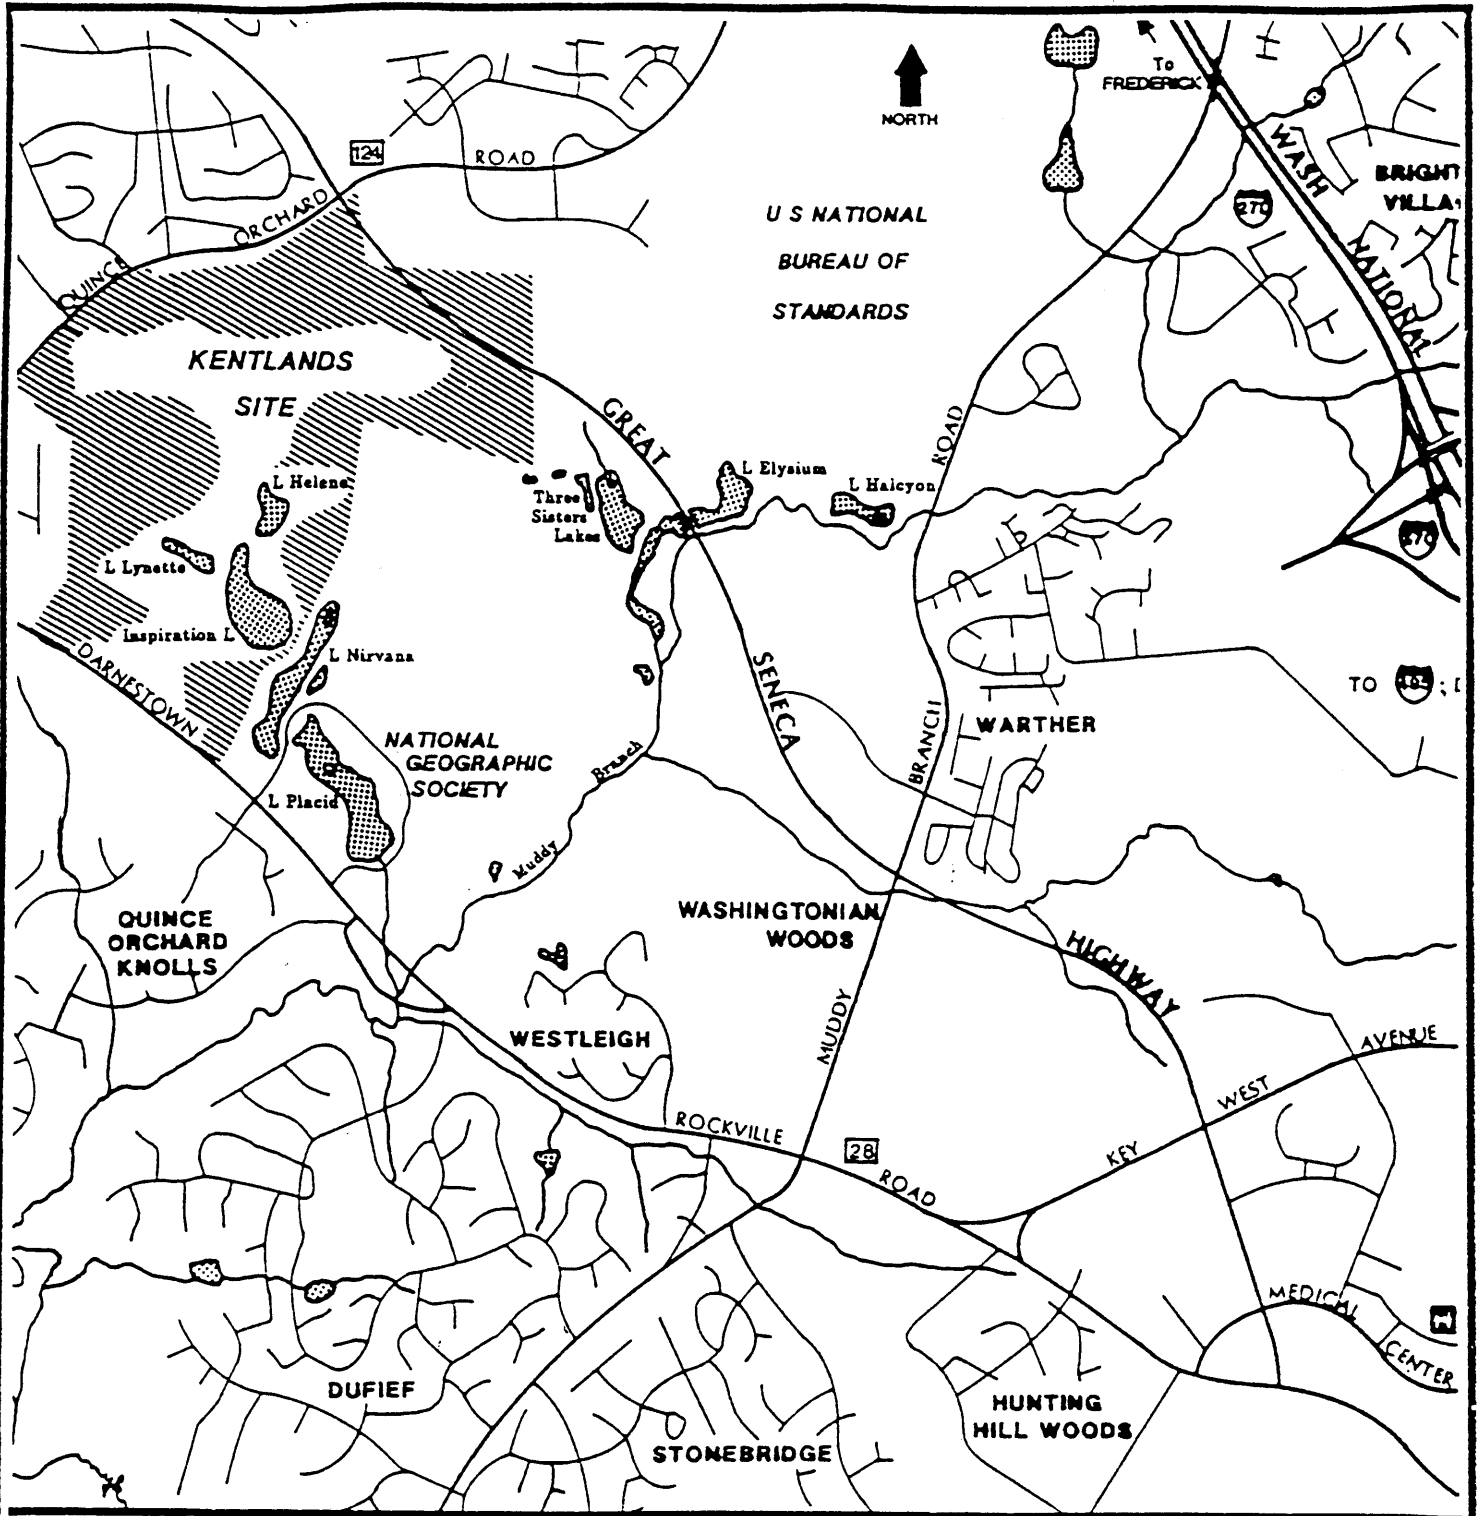 To
FREDERICK
NORTH
124
ROAD
WASH
NATIONAL
BRIGHT
VILLA
270
ORCHARD
QUINCE
U S NATIONAL
BUREAU OF
STANDARDS
KENTLANDS
SITE
GREAT
ROAD
L Elysium
L Halcyon
L Helene
Three
Sisters
Lakes
270
L Lynette
Inspiration L
L Nirvana
DARNESTOWN
SENECA
TO
WARTHER
BRANCH
NATIONAL
GEOGRAPHIC
SOCIETY
L Placid
Branch
Muddy
QUINCE
ORCHARD
KNOLLS
WASHINGTONIAN
WOODS
HIGHWAY
MUDDY
WESTLEIGH
AVENUE
WEST
KEY
ROCKVILLE
28
ROAD
MEDICAL
CENTER
H
DUFIEF
HUNTING
HILL WOODS
STONEBRIDGE